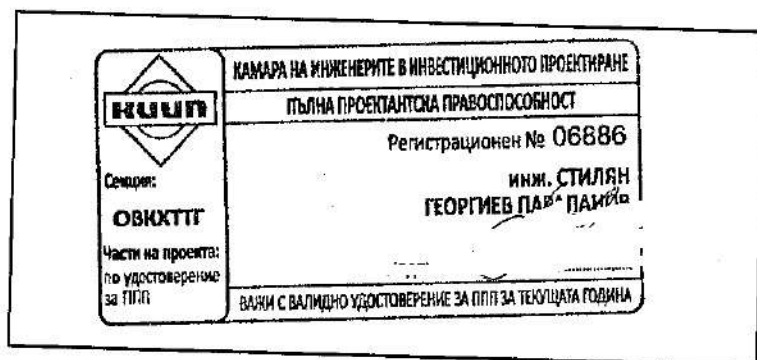 КАМАРА НА ИНЖЕНЕРИТЕ В ИНВЕСТИЦИОННОТО ПРОЕКТИРАНЕ
ПЪЛНА ПРОЕКТАНТСКА ПРАВОСПОСОБНОСТ
КИИП
Регистрационен № 06886
Секция:
ОВКХТТГ
инж. СТИЛЯН
ГЕОРГИЕВ
Части на проекта:
по удостоверение
за ППП
ВАЖИ С ВАЛИДНО УДОСТОВЕРЕНИЕ ЗА ППП ЗА ТЕКУЩАТА ГОДИНА